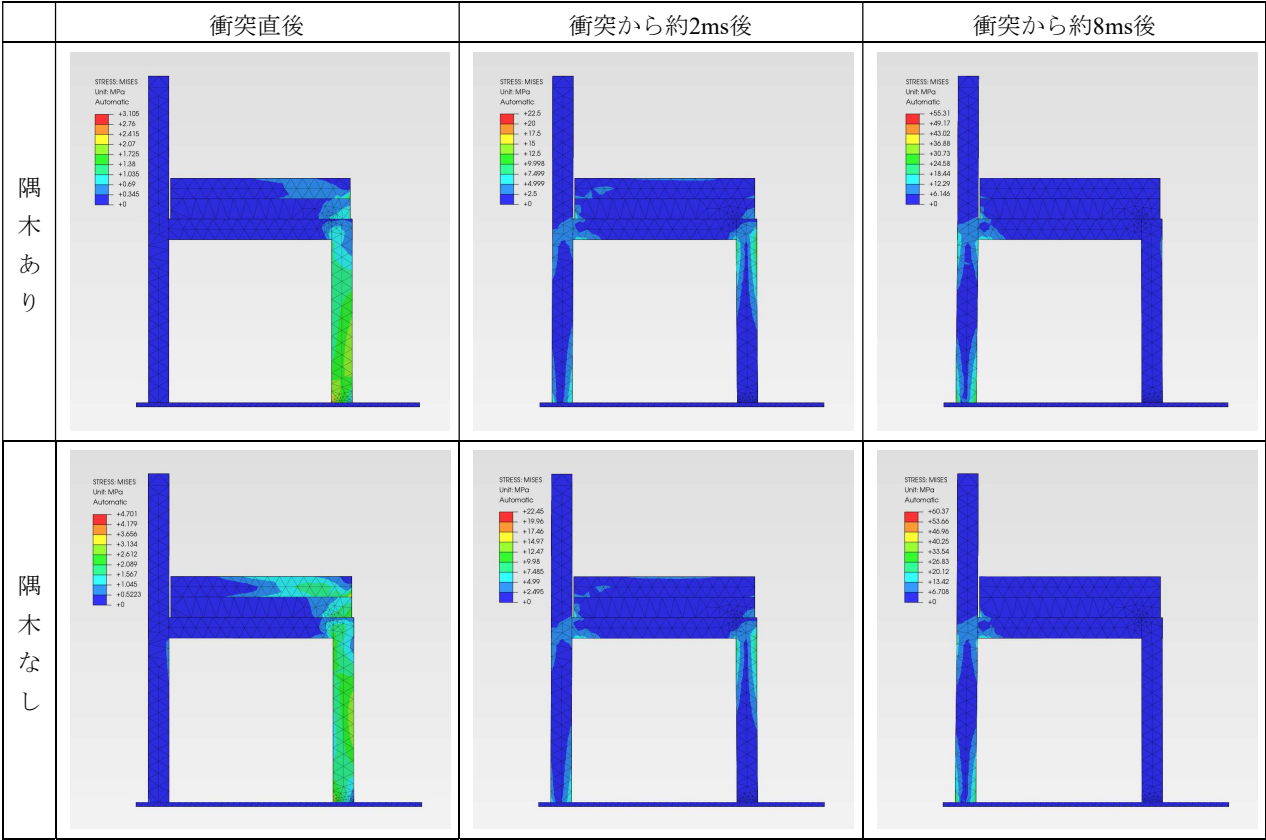 衝突直後
衝突から約2ms後
衝突から約8ms後
隅木あり
STRESS: MISES
Unit: MPa
Automatic
+3.105
+2.76
+2.415
+2.07
+1.725
+1.38
+1.035
+0.69
+0.345
+0
STRESS: MISES
Unit: MPa
Automatic
+22.5
+20
+17.5
+15
+12.5
+9.998
+7.499
+4.999
+2.5
+0
STRESS: MISES
Unit: MPa
Automatic
+55.31
+49.17
+43.02
+36.88
+30.73
+24.58
+18.44
+12.29
+6.146
+0
隅木なし
STRESS: MISES
Unit: MPa
Automatic
+4.701
+4.179
+3.656
+3.134
+2.612
+2.089
+1.567
+1.045
+0.5223
+0
STRESS: MISES
Unit: MPa
Automatic
+22.45
+19.96
+17.46
+14.97
+12.47
+9.98
+7.485
+4.99
+2.495
+0
STRESS: MISES
Unit: MPa
Automatic
+60.37
+53.66
+46.96
+40.25
+33.54
+26.83
+20.12
+13.42
+6.708
+0